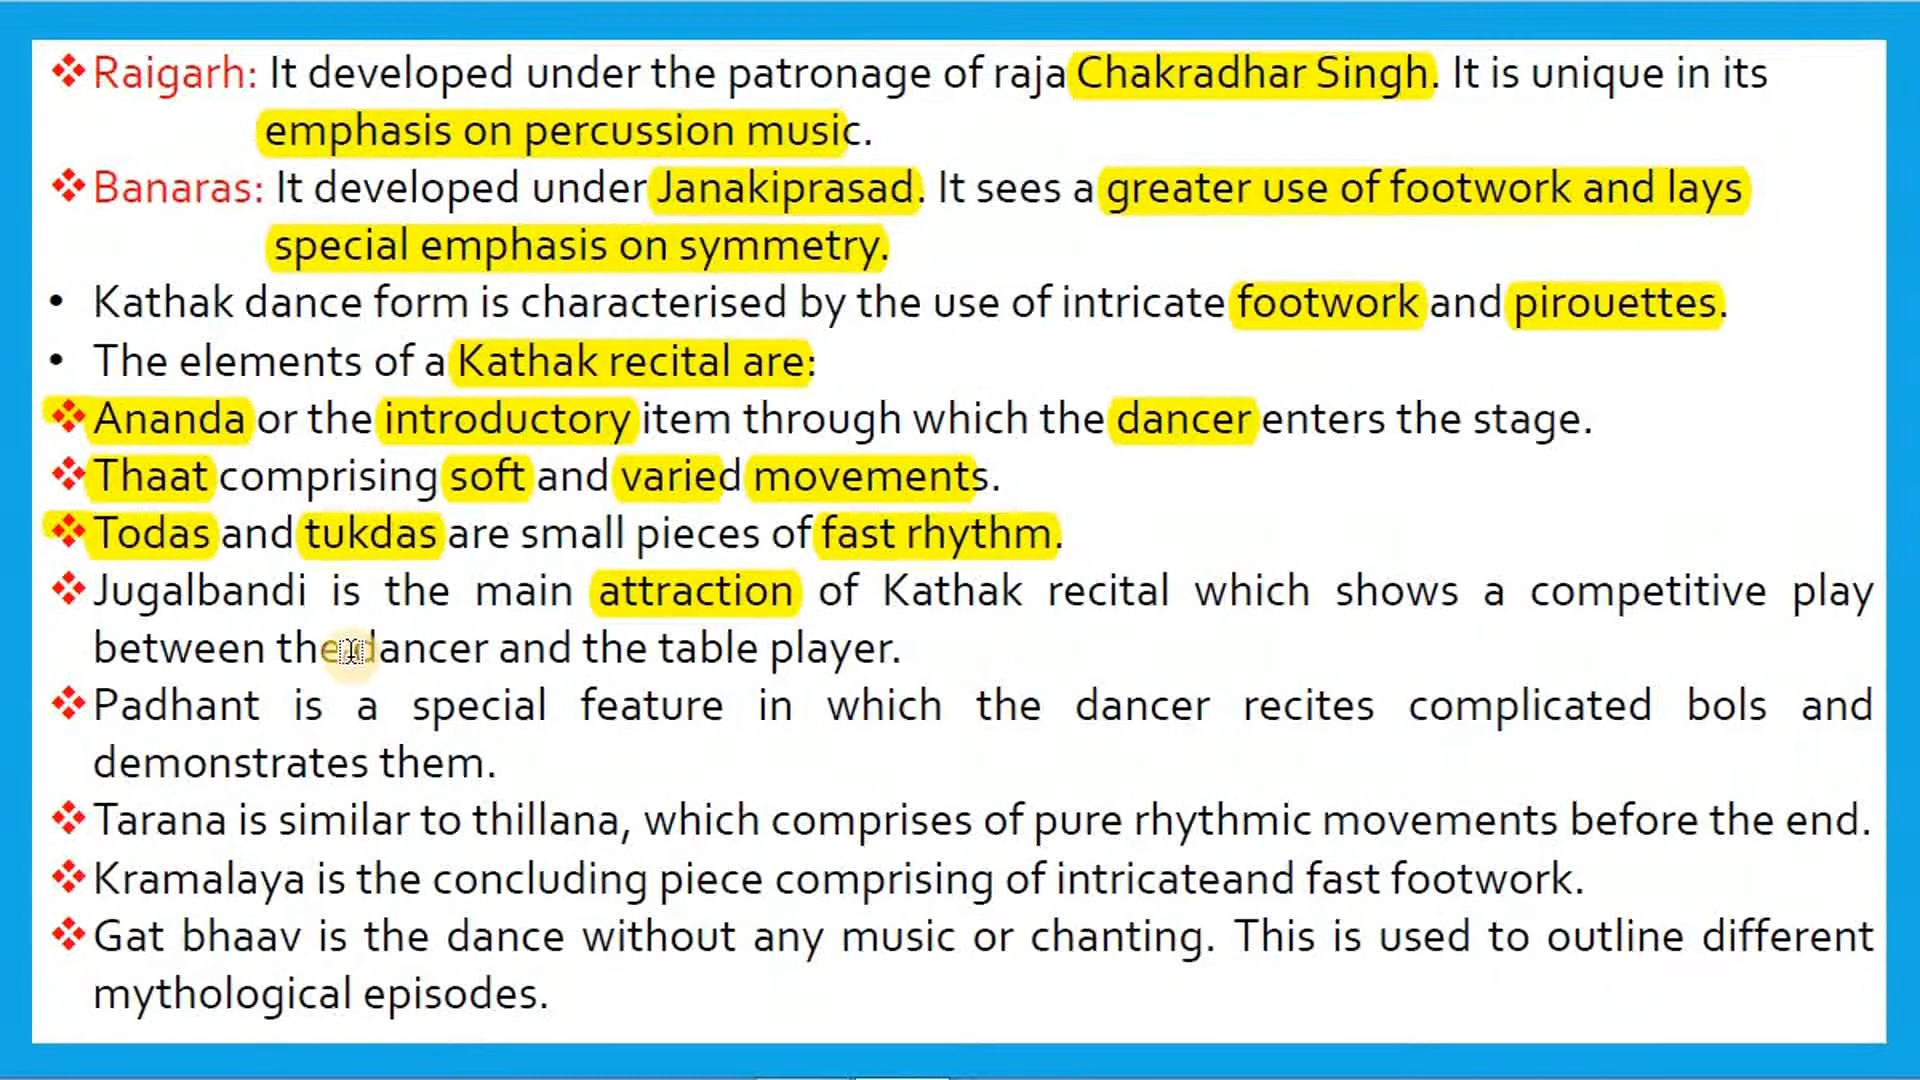 ❖ Raigarh: It developed under the patronage of raja Chakradhar Singh. It is unique in its
emphasis on percussion music.
❖ Banaras: It developed under Janakiprasad. It sees a greater use of footwork and lays
special emphasis on symmetry.
• Kathak dance form is characterised by the use of intricate footwork and pirouettes.
• The elements of a Kathak recital are:
❖ Ananda or the introductory item through which the dancer enters the stage.
❖ Thaat comprising soft and varied movements.
❖ Todas and tukdas are small pieces of fast rhythm.
❖ Jugalbandi is the main attraction of Kathak recital which shows a competitive play
between the dancer and the table player.
❖ Padhant is a special feature in which the dancer recites complicated bols and
demonstrates them.
❖ Tarana is similar to thillana, which comprises of pure rhythmic movements before the end.
❖ Kramalaya is the concluding piece comprising of intricateand fast footwork.
❖ Gat bhaav is the dance without any music or chanting. This is used to outline different
mythological episodes.